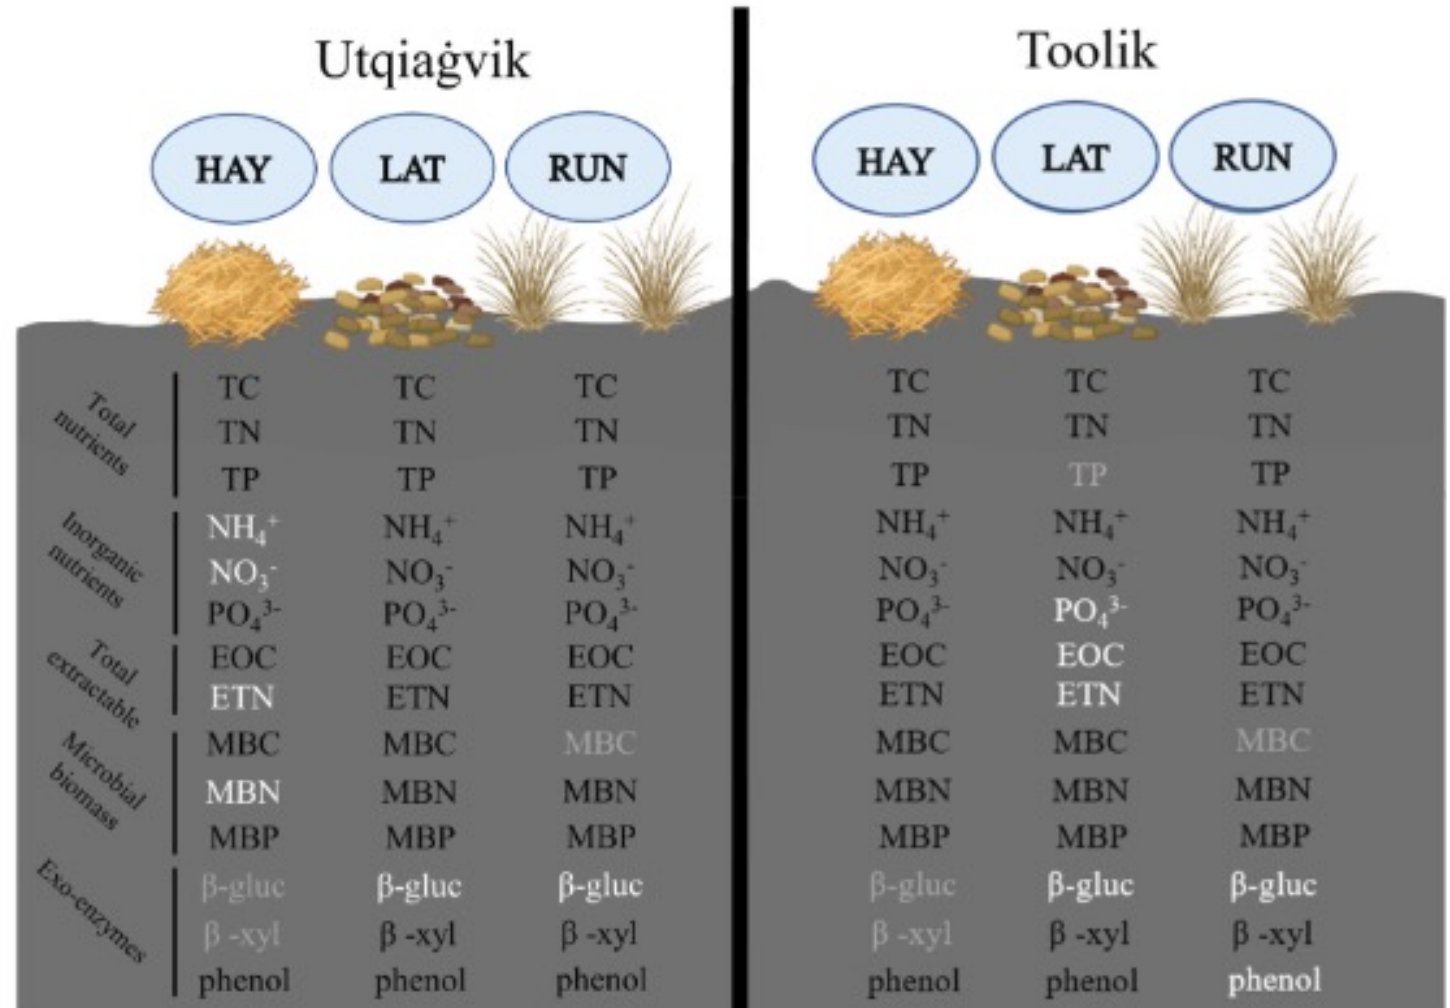 Utqiaġvik Toolik
HAY LAT RUN HAY LAT RUN
Total nutrients
TC TC TC TC TC TC
TN TN TN TN TN TN
TP TP TP TP TP TP
Inorganic nutrients
NH₄⁺ NH₄⁺ NH₄⁺ NH₄⁺ NH₄⁺ NH₄⁺
NO₃⁻ NO₃⁻ NO₃⁻ NO₃⁻ NO₃⁻ NO₃⁻
PO₄³⁻ PO₄³⁻ PO₄³⁻ PO₄³⁻ PO₄³⁻ PO₄³⁻
Total extractable
EOC EOC EOC EOC EOC EOC
ETN ETN ETN ETN ETN ETN
Microbial biomass
MBC MBC MBC MBC MBC MBC
MBN MBN MBN MBN MBN MBN
MBP MBP MBP MBP MBP MBP
Exo-enzymes
β-gluc β-gluc β-gluc β-gluc β-gluc β-gluc
β -xyl β -xyl β -xyl β -xyl β -xyl β -xyl
phenol phenol phenol phenol phenol phenol